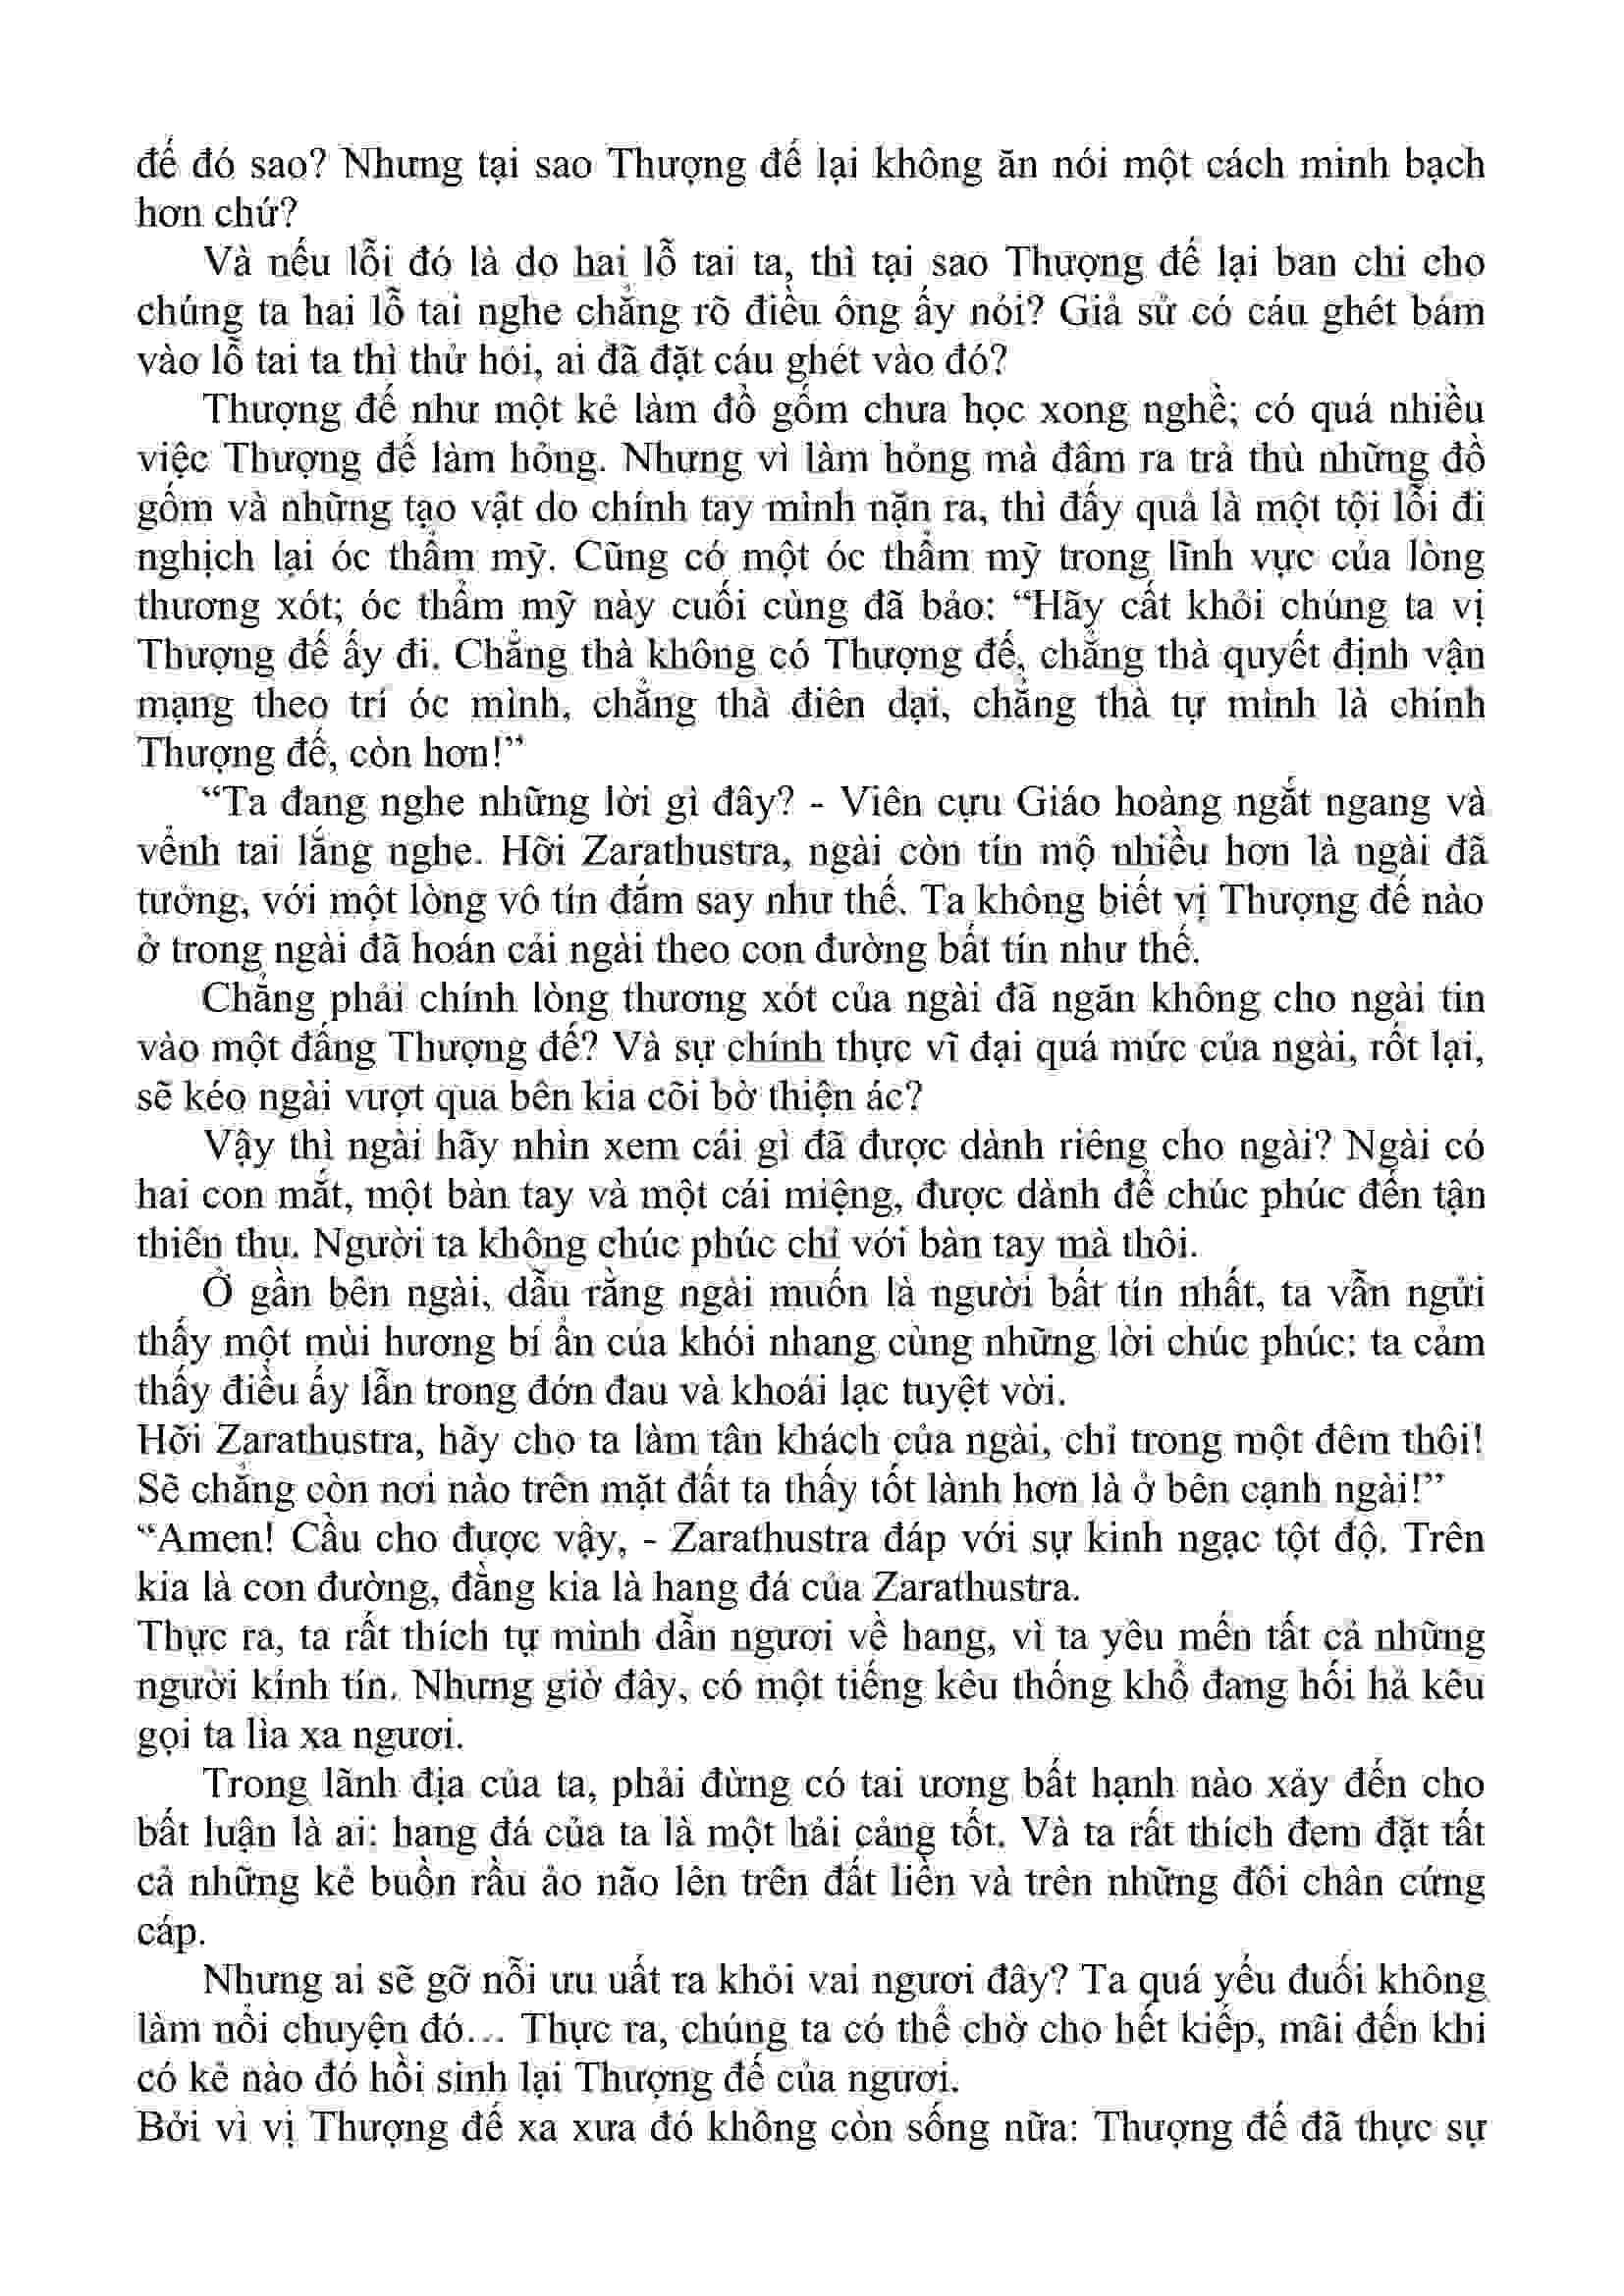 đế đó sao? Nhưng tại sao Thượng đế lại không ăn nói một cách minh bạch
hơn chứ?
Và nếu lỗi đó là do hai lỗ tai ta, thì tại sao Thượng đế lại ban chi cho
chúng ta hai lỗ tai nghe chẳng rõ điều ông ấy nói? Giả sử có cáu ghét bám
vào lỗ tai ta thì thử hỏi, ai đã đặt cáu ghét vào đó?
Thượng đế như một kẻ làm đồ gốm chưa học xong nghề; có quá nhiều
việc Thượng đế làm hỏng. Nhưng vì làm hỏng mà đâm ra trả thù những đồ
gốm và những tạo vật do chính tay mình nặn ra, thì đấy quả là một tội lỗi đi
nghịch lại óc thẩm mỹ. Cũng có một óc thẩm mỹ trong lĩnh vực của lòng
thương xót; óc thẩm mỹ này cuối cùng đã bảo: “Hãy cất khỏi chúng ta vị
Thượng đế ấy đi. Chẳng thà không có Thượng đế, chẳng thà quyết định vận
mạng theo trí óc mình, chẳng thà điên dại, chẳng thà tự mình là chính
Thượng đế, còn hơn!”
“Ta đang nghe những lời gì đây? - Viên cựu Giáo hoàng ngắt ngang và
vểnh tai lắng nghe. Hỡi Zarathustra, ngài còn tín mộ nhiều hơn là ngài đã
tưởng, với một lòng vô tín đắm say như thế. Ta không biết vị Thượng đế nào
ở trong ngài đã hoán cải ngài theo con đường bất tín như thế.
Chẳng phải chính lòng thương xót của ngài đã ngăn không cho ngài tin
vào một đấng Thượng đế? Và sự chính thực vĩ đại quá mức của ngài, rốt lại,
sẽ kéo ngài vượt qua bên kia cõi bờ thiện ác?
Vậy thì ngài hãy nhìn xem cái gì đã được dành riêng cho ngài? Ngài có
hai con mắt, một bàn tay và một cái miệng, được dành để chúc phúc đến tận
thiên thu. Người ta không chúc phúc chỉ với bàn tay mà thôi.
Ở gần bên ngài, dẫu rằng ngài muốn là người bất tín nhất, ta vẫn ngửi
thấy một mùi hương bí ẩn của khói nhang cùng những lời chúc phúc: ta cảm
thấy điều ấy lẫn trong đớn đau và khoái lạc tuyệt vời.
Hỡi Zarathustra, hãy cho ta làm tân khách của ngài, chỉ trong một đêm thôi!
Sẽ chẳng còn nơi nào trên mặt đất ta thấy tốt lành hơn là ở bên cạnh ngài!”
“Amen! Cầu cho được vậy, - Zarathustra đáp với sự kinh ngạc tột độ. Trên
kia là con đường, đằng kia là hang đá của Zarathustra.
Thực ra, ta rất thích tự mình dẫn ngươi về hang, vì ta yêu mến tất cả những
người kính tín. Nhưng giờ đây, có một tiếng kêu thống khổ đang hối hả kêu
gọi ta lìa xa ngươi.
Trong lãnh địa của ta, phải đừng có tai ương bất hạnh nào xảy đến cho
bất luận là ai: hang đá của ta là một hải cảng tốt. Và ta rất thích đem đặt tất
cả những kẻ buồn rầu ảo não lên trên đất liền và trên những đôi chân cứng
cáp.
Nhưng ai sẽ gỡ nỗi ưu uất ra khỏi vai ngươi đây? Ta quá yếu đuối không
làm nổi chuyện đó... Thực ra, chúng ta có thể chờ cho hết kiếp, mãi đến khi
có kẻ nào đó hồi sinh lại Thượng đế của ngươi.
Bởi vì vị Thượng đế xa xưa đó không còn sống nữa: Thượng đế đã thực sự